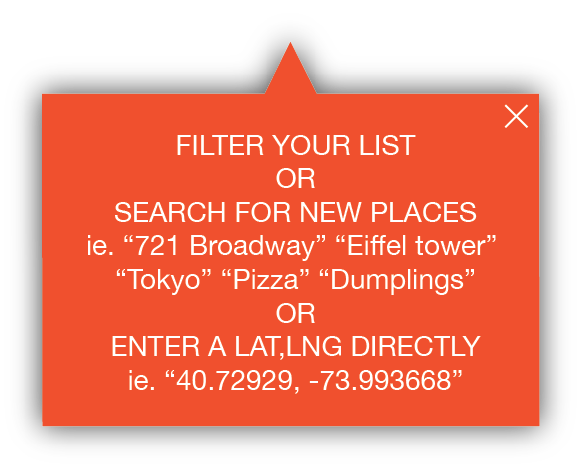 FILTER YOUR LIST
OR
SEARCH FOR NEW PLACES
ie. “721 Broadway” “Eiffel tower”
“Tokyo” “Pizza” “Dumplings”
OR
ENTER A LAT,LNG DIRECTLY
ie. “40.72929, -73.993668”